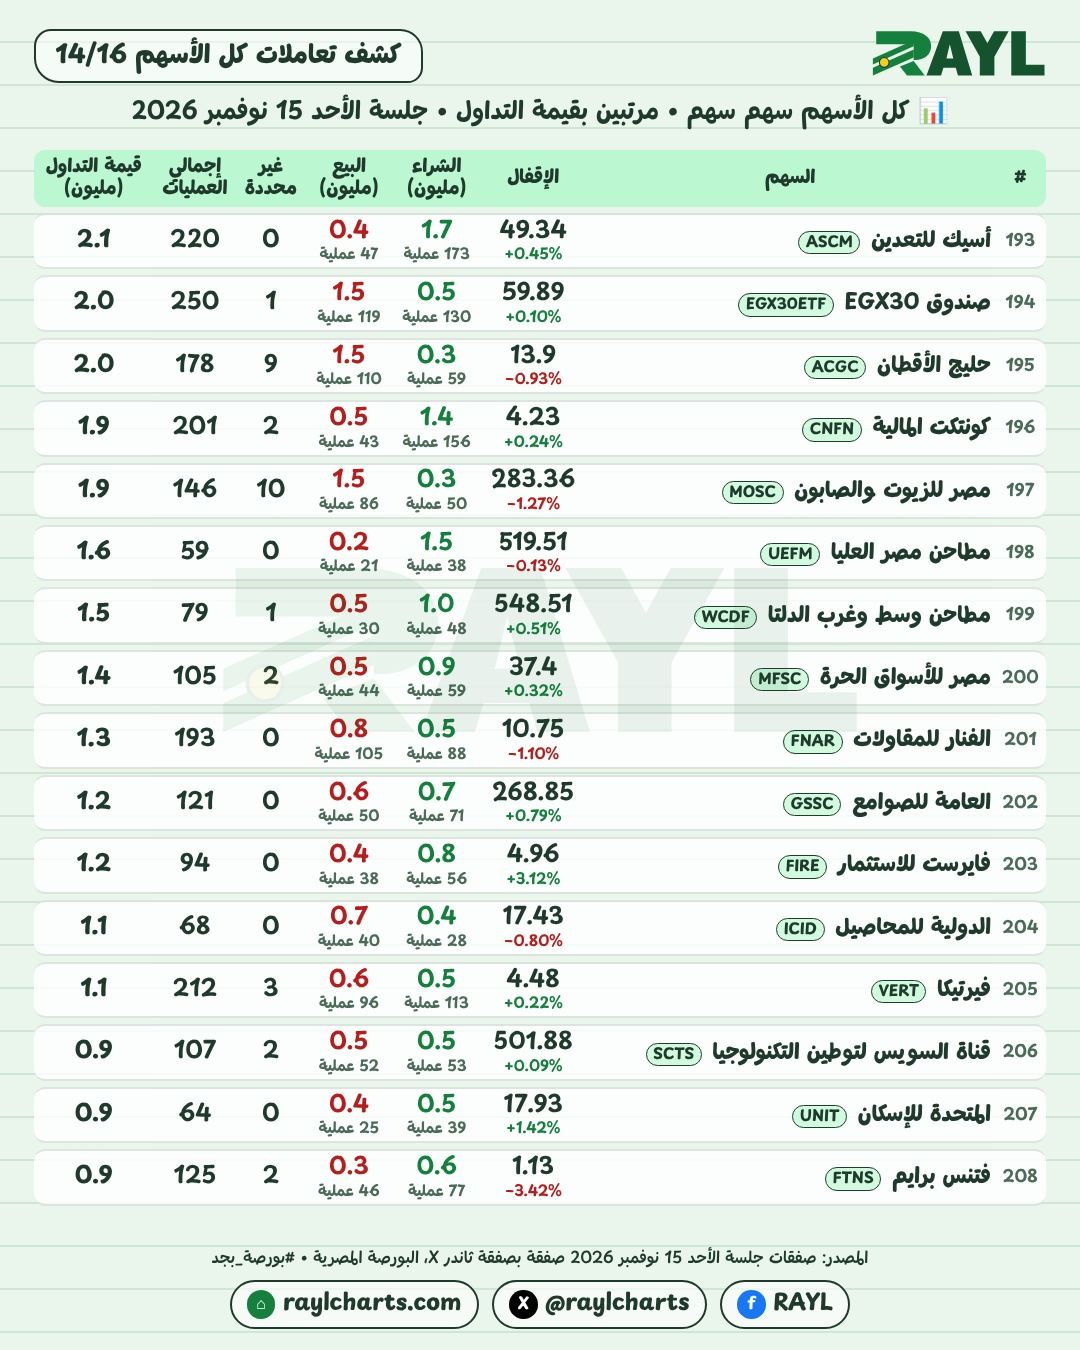 RAYL
كشف تعاملات كل الأسهم 14/16
📊 كل الأسهم سهم سهم • مرتبين بقيمة التداول • جلسة الأحد 15 نوفمبر 2026
# السهم الإقفال الشراء (مليون) البيع (مليون) غير محددة إجمالي العمليات قيمة التداول (مليون)
193 أسيك للتعدين ASCM 49.34 1.7 0.4 0 220 2.1
+0.45% 173 عملية 47 عملية
194 صندوق EGX30 EGX30ETF 59.89 0.5 1.5 1 250 2.0
+0.10% 130 عملية 119 عملية
195 حليج الأقطان ACGC 13.9 0.3 1.5 9 178 2.0
-0.93% 59 عملية 110 عملية
196 كونتكت المالية CNFN 4.23 1.4 0.5 2 201 1.9
+0.24% 156 عملية 43 عملية
197 مصر للزيوت والصابون MOSC 283.36 0.3 1.5 10 146 1.9
-1.27% 50 عملية 86 عملية
198 مطاحن مصر العليا UEFM 519.51 1.5 0.2 0 59 1.6
-0.13% 38 عملية 21 عملية
199 مطاحن وسط وغرب الدلتا WCDF 548.51 1.0 0.5 1 79 1.5
+0.51% 48 عملية 30 عملية
200 مصر للأسواق الحرة MFSC 37.4 0.9 0.5 2 105 1.4
+0.32% 59 عملية 44 عملية
201 الفنار للمقاولات FNAR 10.75 0.5 0.8 0 193 1.3
-1.10% 88 عملية 105 عملية
202 العامة للصوامع GSSC 268.85 0.7 0.6 0 121 1.2
+0.79% 71 عملية 50 عملية
203 فايرست للاستثمار FIRE 4.96 0.8 0.4 0 94 1.2
+3.12% 56 عملية 38 عملية
204 الدولية للمحاصيل ICID 17.43 0.4 0.7 0 68 1.1
-0.80% 28 عملية 40 عملية
205 فيرتيكا VERT 4.48 0.5 0.6 3 212 1.1
+0.22% 113 عملية 96 عملية
206 قناة السويس لتوطين التكنولوجيا SCTS 501.88 0.5 0.5 2 107 0.9
+0.09% 53 عملية 52 عملية
207 المتحدة للإسكان UNIT 17.93 0.5 0.4 0 64 0.9
+1.42% 39 عملية 25 عملية
208 فتنس برايم FTNS 1.13 0.6 0.3 2 125 0.9
-3.42% 77 عملية 46 عملية
المصدر: صفقات جلسة الأحد 15 نوفمبر 2026 صفقة بصفقة ثاندر X، البورصة المصرية • #بورصة_بجد
raylcharts.com @raylcharts RAYL